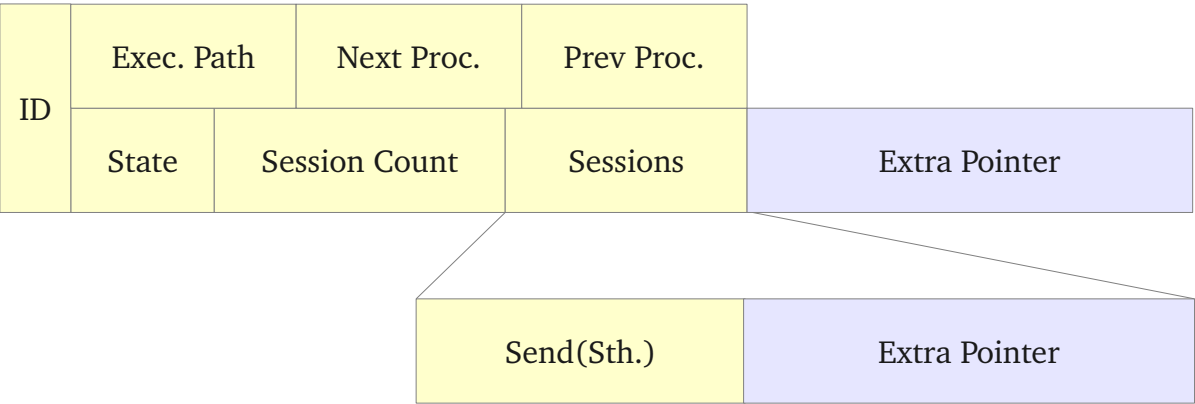 Exec. Path Next Proc. Prev Proc.
ID
State Session Count Sessions Extra Pointer
Send(Sth.) Extra Pointer